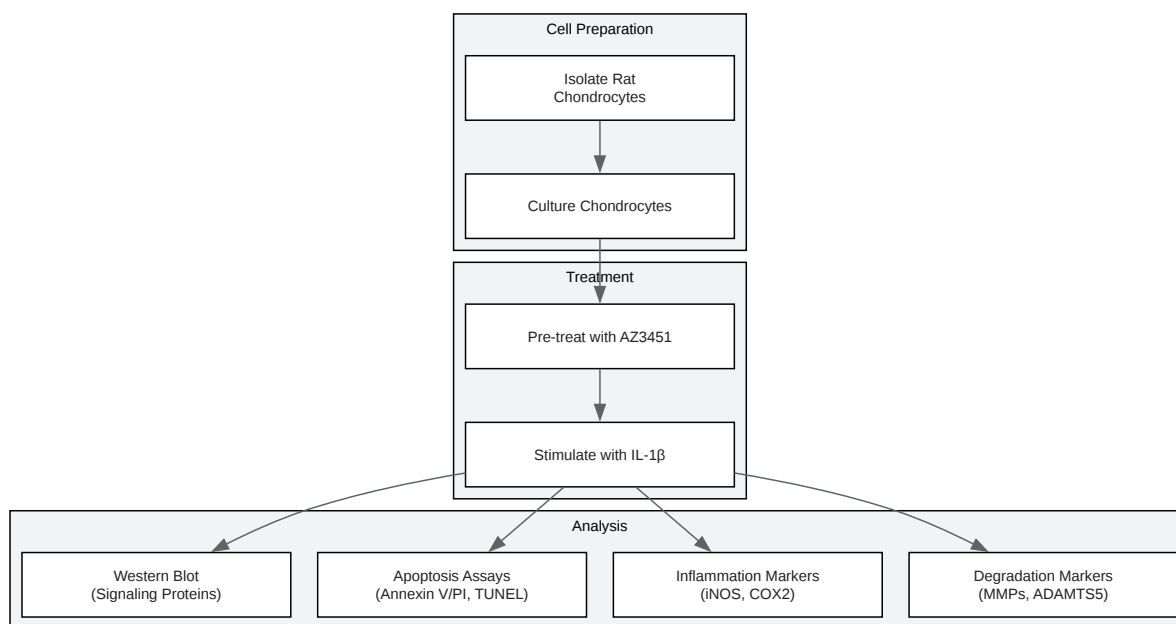 Cell Preparation
Isolate Rat
Chondrocytes
Culture Chondrocytes
Treatment
Pre-treat with AZ3451
Stimulate with IL-1β
Analysis
Western Blot
(Signaling Proteins)
Apoptosis Assays
(Annexin V/PI, TUNEL)
Inflammation Markers
(iNOS, COX2)
Degradation Markers
(MMPs, ADAMTS5)